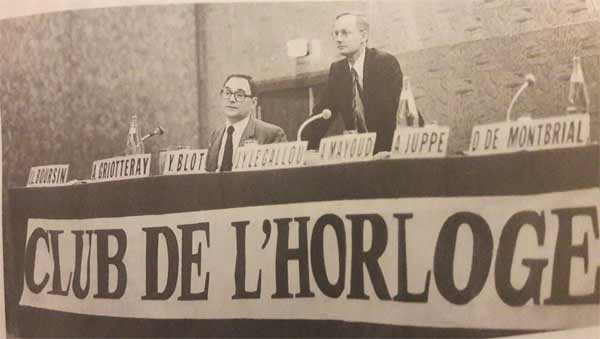 J.L. BOURSIN
A. GRIOTTERAY
Y. BLOT
J.Y. LE GALLOU
A. MAYOUD
A. JUPPE
D. DE MONTBRIAL
CLUB DE L'HORLOGE